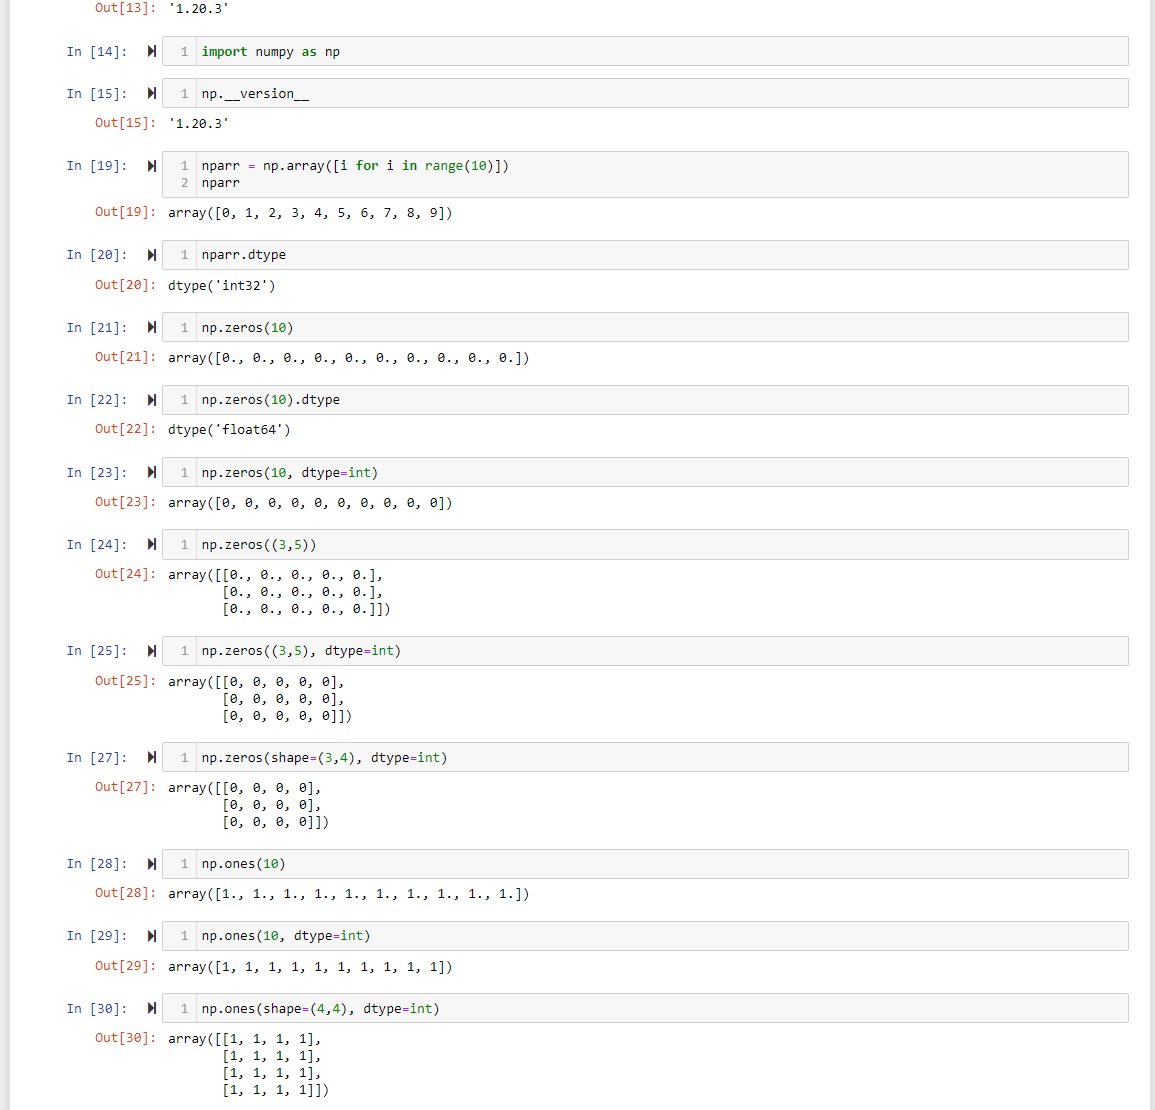 Out[13]: '1.20.3'
In [14]: 1 import numpy as np
In [15]: 1 np.__version__
Out[15]: '1.20.3'
In [19]: 1 nparr = np.array([i for i in range(10)])
2 nparr
Out[19]: array([0, 1, 2, 3, 4, 5, 6, 7, 8, 9])
In [20]: 1 nparr.dtype
Out[20]: dtype('int32')
In [21]: 1 np.zeros(10)
Out[21]: array([0., 0., 0., 0., 0., 0., 0., 0., 0., 0.])
In [22]: 1 np.zeros(10).dtype
Out[22]: dtype('float64')
In [23]: 1 np.zeros(10, dtype=int)
Out[23]: array([0, 0, 0, 0, 0, 0, 0, 0, 0, 0])
In [24]: 1 np.zeros((3,5))
Out[24]: array([[0., 0., 0., 0., 0.],
[0., 0., 0., 0., 0.],
[0., 0., 0., 0., 0.]])
In [25]: 1 np.zeros((3,5), dtype=int)
Out[25]: array([[0, 0, 0, 0, 0],
[0, 0, 0, 0, 0],
[0, 0, 0, 0, 0]])
In [27]: 1 np.zeros(shape=(3,4), dtype=int)
Out[27]: array([[0, 0, 0, 0],
[0, 0, 0, 0],
[0, 0, 0, 0]])
In [28]: 1 np.ones(10)
Out[28]: array([1., 1., 1., 1., 1., 1., 1., 1., 1., 1.])
In [29]: 1 np.ones(10, dtype=int)
Out[29]: array([1, 1, 1, 1, 1, 1, 1, 1, 1, 1])
In [30]: 1 np.ones(shape=(4,4), dtype=int)
Out[30]: array([[1, 1, 1, 1],
[1, 1, 1, 1],
[1, 1, 1, 1],
[1, 1, 1, 1]])